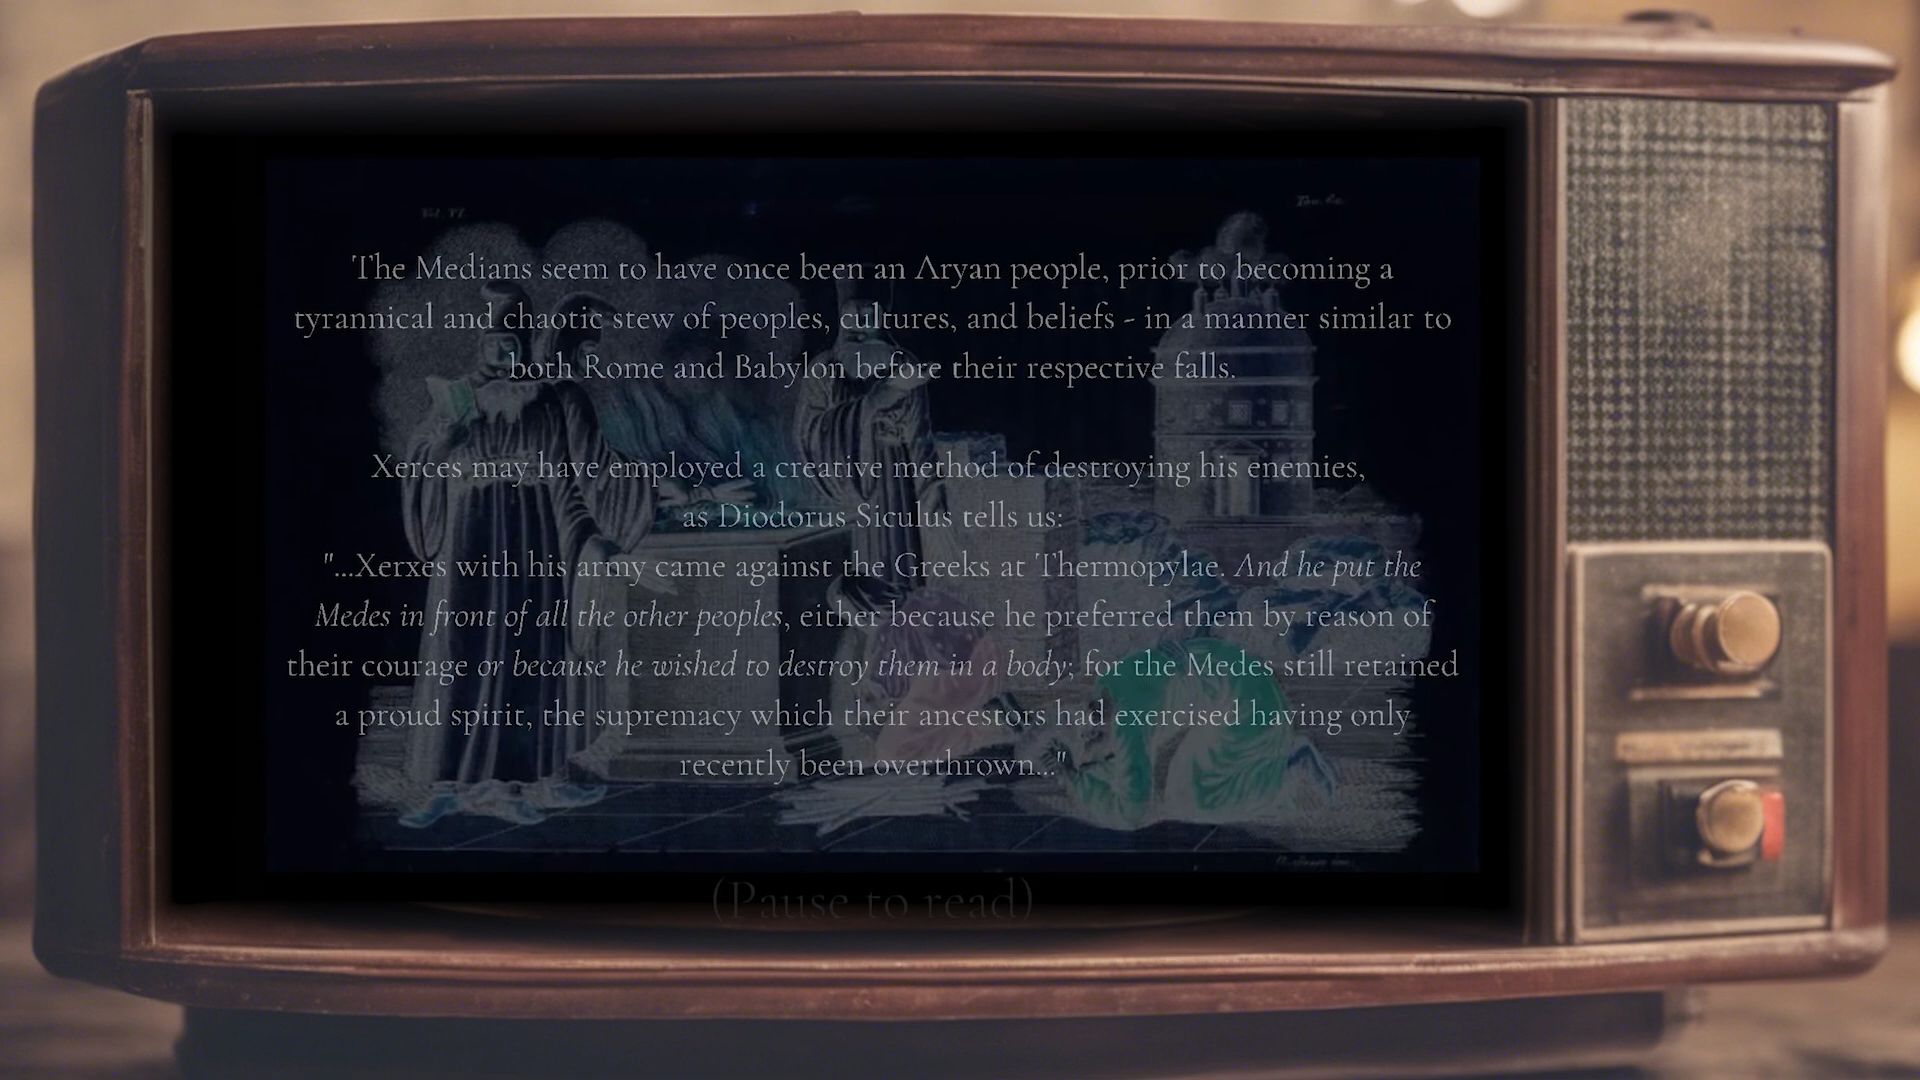 The Medians seem to have once been an Aryan people, prior to becoming a
tyrannical and chaotic stew of peoples, cultures, and beliefs - in a manner similar to
both Rome and Babylon before their respective falls.
Xerces may have employed a creative method of destroying his enemies,
as Diodorus Siculus tells us:
"...Xerxes with his army came against the Greeks at Thermopylae. And he put the
Medes in front of all the other peoples, either because he preferred them by reason of
their courage or because he wished to destroy them in a body; for the Medes still retained
a proud spirit, the supremacy which their ancestors had exercised having only
recently been overthrown..."
(Pause to read)